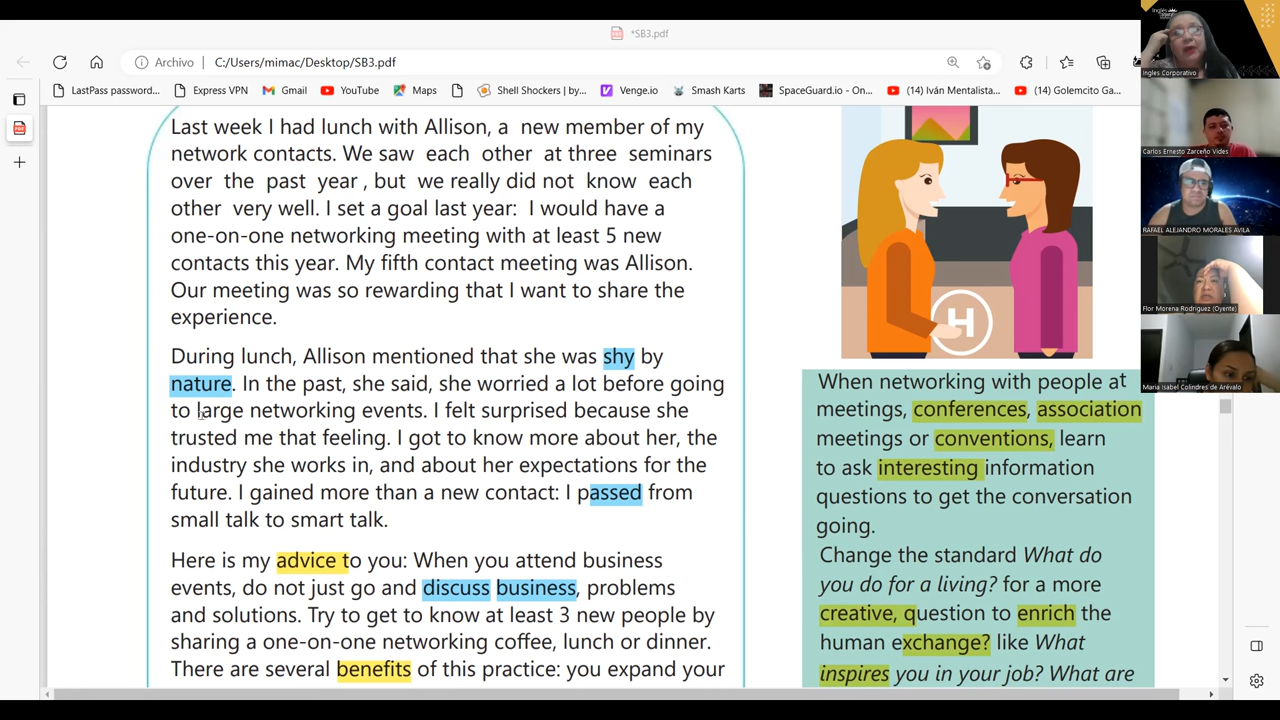 *SB3.pdf
Archivo
C:/Users/mimac/Desktop/SB3.pdf
LastPass password...
Express VPN
Gmail
YouTube
Maps
Shell Shockers | by...
Venge.io
Smash Karts
SpaceGuard.io - On...
(14) Iván Mentalista...
(14) Golemcito Ga...
Last week I had lunch with Allison, a new member of my
network contacts. We saw each other at three seminars
over the past year , but we really did not know each
other very well. I set a goal last year: I would have a
one-on-one networking meeting with at least 5 new
contacts this year. My fifth contact meeting was Allison.
Our meeting was so rewarding that I want to share the
experience.
During lunch, Allison mentioned that she was shy by
nature. In the past, she said, she worried a lot before going
to large networking events. I felt surprised because she
trusted me that feeling. I got to know more about her, the
industry she works in, and about her expectations for the
future. I gained more than a new contact: I passed from
small talk to smart talk.
Here is my advice to you: When you attend business
events, do not just go and discuss business, problems
and solutions. Try to get to know at least 3 new people by
sharing a one-on-one networking coffee, lunch or dinner.
There are several benefits of this practice: you expand your
H
When networking with people at
meetings, conferences, association
meetings or conventions, learn
to ask interesting information
questions to get the conversation
going.
Change the standard What do
you do for a living? for a more
creative, question to enrich the
human exchange? like What
inspires you in your job? What are
Ingles Corporativo
Carlos Ernesto Zarceño Vides
RAFAEL ALEJANDRO MORALES AVILA
Flor Morena Rodriguez (Oyente)
Maria Isabel Colindres de Arévalo